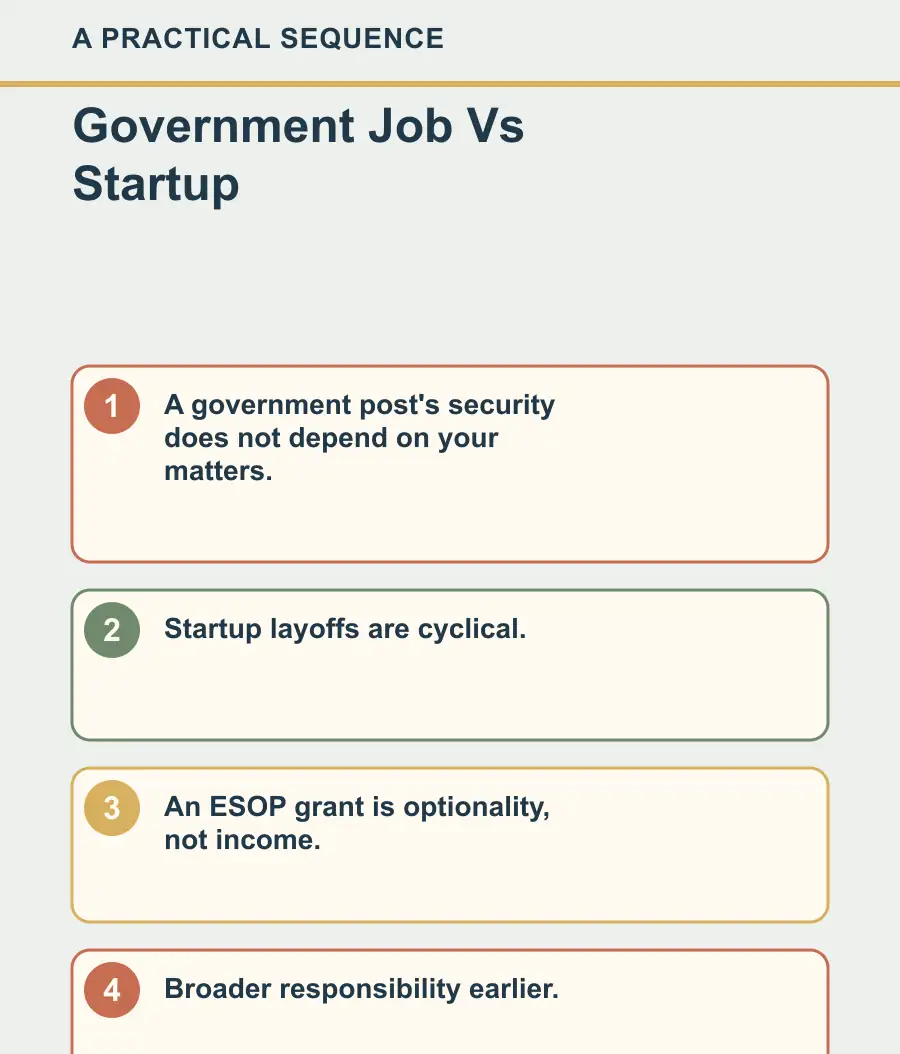 A PRACTICAL SEQUENCE
Government Job Vs
Startup
1
A government post's security
does not depend on your
matters.
2
Startup layoffs are cyclical.
3
An ESOP grant is optionality,
not income.
4
Broader responsibility earlier.